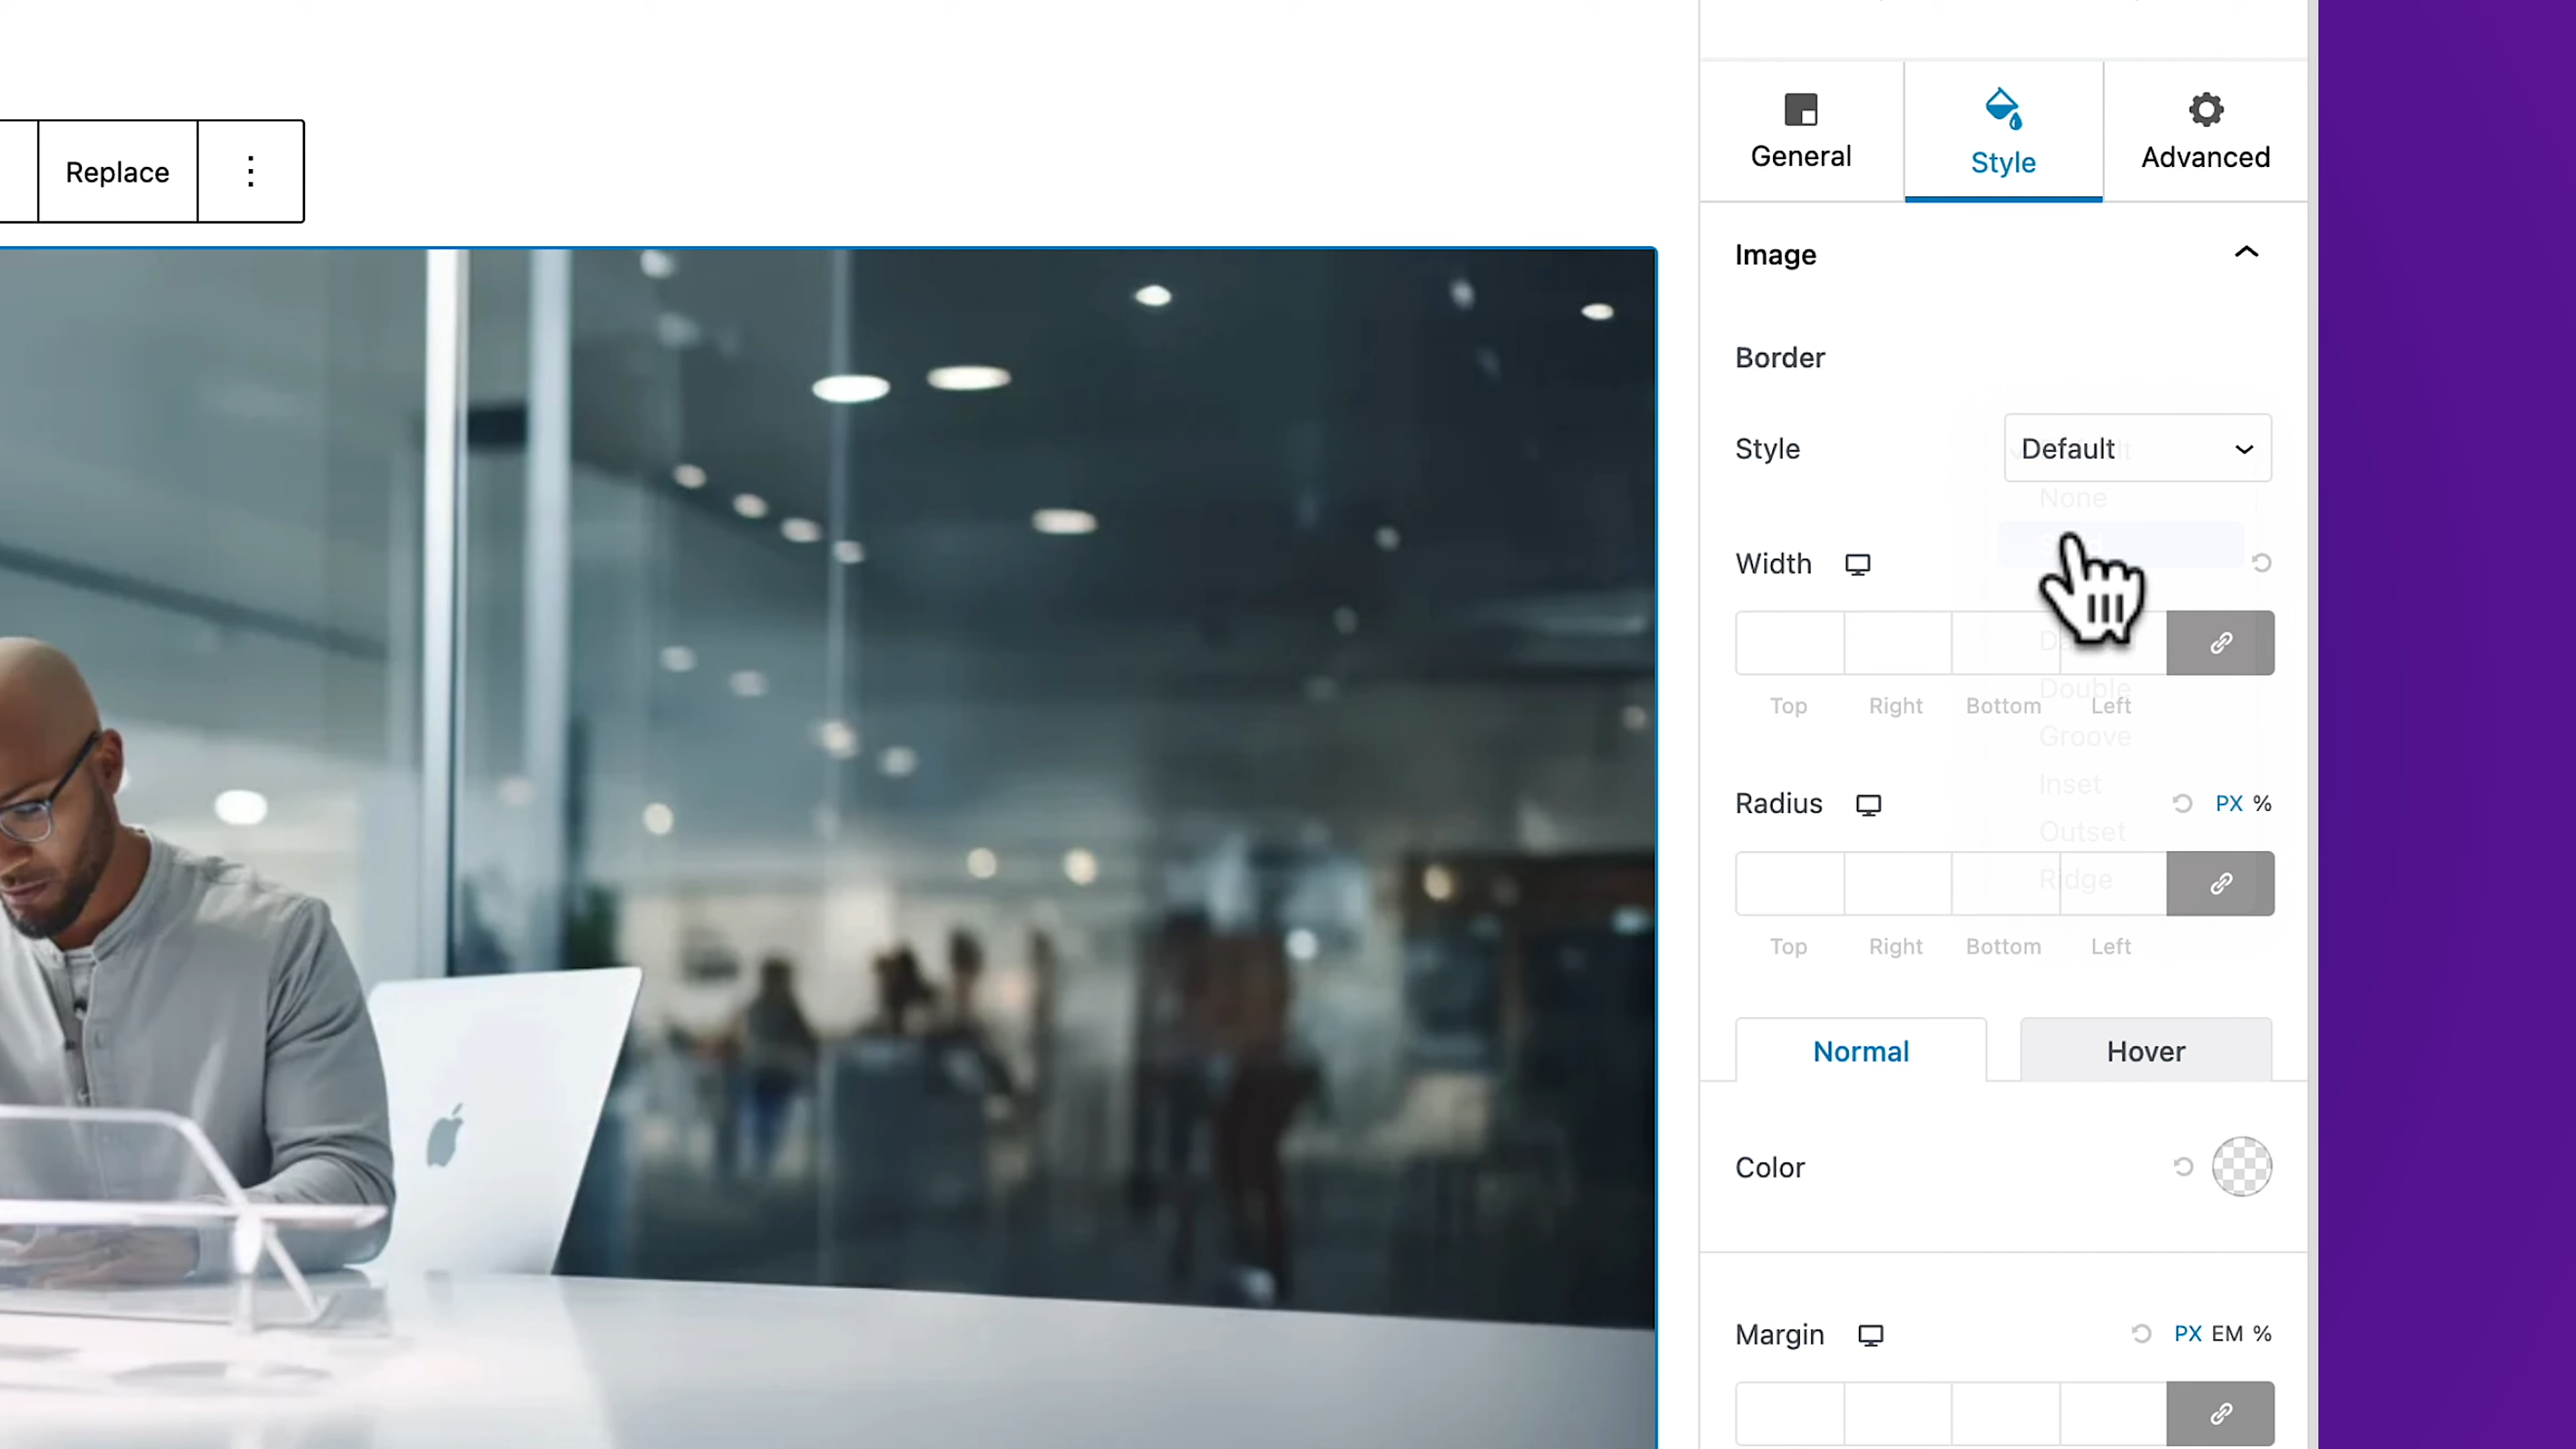 General
Style
Advanced
Replace
Image
Border
Style
Default
None
Width
Double
Top Right Bottom Left
Groove
Inset
Radius
PX %
Outset
Ridge
Top Right Bottom Left
Normal
Hover
Color
Margin
PX EM %